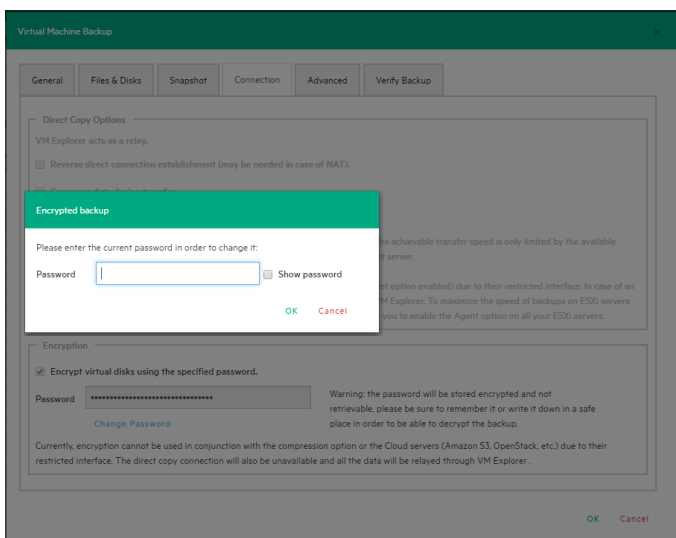 Virtual Machine Backup
General
Files & Disks
Snapshot
Connection
Advanced
Verify Backup
Direct Copy Options
VM Explorer acts as a relay.
Reverse direct connection establishment (may be needed in case of NAT).
Encrypted backup
Please enter the current password in order to change it:
Password
Show password
OK
Cancel
he achievable transfer speed is only limited by the available
t server.
nt option enabled) due to their restricted interface. In case of an
M Explorer. To maximize the speed of backups on ESXi servers
you to enable the Agent option on all your ESXi servers.
Encryption
Encrypt virtual disks using the specified password.
Password
Warning: the password will be stored encrypted and not
retrievable, please be sure to remember it or write it down in a safe
place in order to be able to decrypt the backup.
Change Password
Currently, encryption cannot be used in conjunction with the compression option or the Cloud servers (Amazon S3, OpenStack, etc.) due to their
restricted interface. The direct copy connection will also be unavailable and all the data will be relayed through VM Explorer .
OK
Cancel